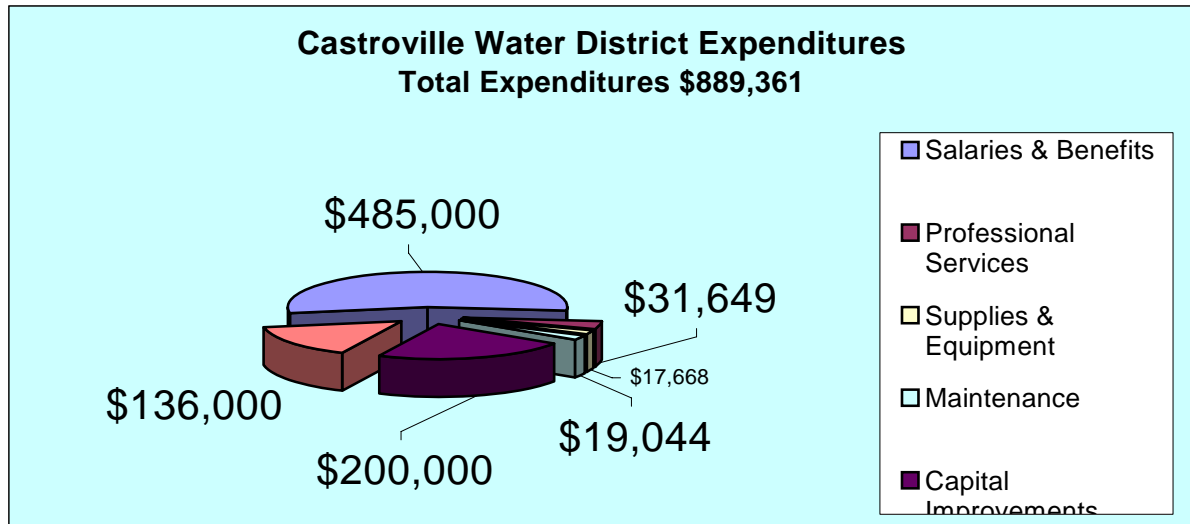 Castroville Water District Expenditures
Total Expenditures $889,361
$485,000
$31,649
$17,668
$19,044
$200,000
$136,000
Salaries & Benefits
Professional
Services
Supplies &
Equipment
Maintenance
Capital
Improvements